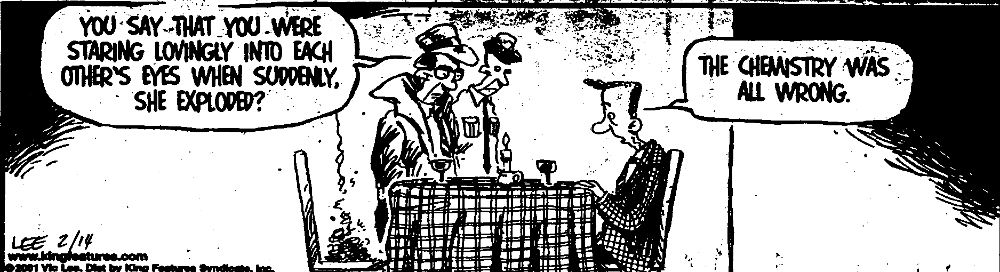 YOU SAY THAT YOU WERE
STARING LOVINGLY INTO EACH
OTHER'S EYES WHEN SUDDENLY,
SHE EXPLODED?
THE CHEMISTRY WAS
ALL WRONG.
LEE 2/14
www.kingfeatures.com
©2001 Vic Lee. Dist by King Features Syndicate, Inc.